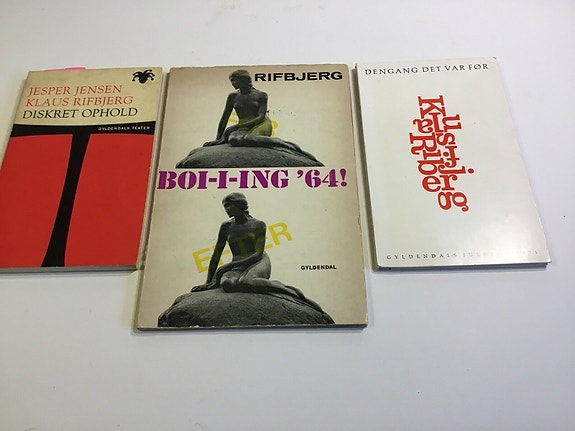 JESPER JENSEN
KLAUS RIFBJERG
DISKRET OPHOLD
GYLDENDALS TEATER
RIFBJERG
BOI-I-ING '64!
EFTER
GYLDENDAL
DENGANG DET VAR FØR
Klaus
Rifbjerg
GYLDENDALS